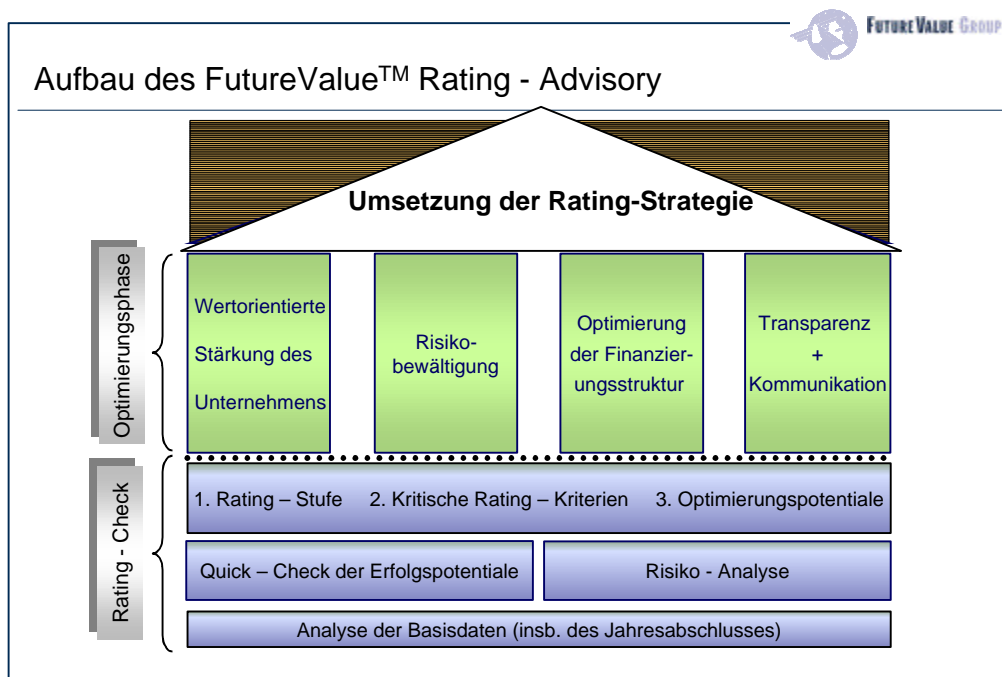 FUTURE VALUE GROUP
Aufbau des FutureValue™ Rating - Advisory
Umsetzung der Rating-Strategie
Optimierungsphase
Wertorientierte
Stärkung des
Unternehmens
Risiko-
bewältigung
Optimierung
der Finanzier-
ungsstruktur
Transparenz
+
Kommunikation
Rating - Check
1. Rating – Stufe 2. Kritische Rating – Kriterien 3. Optimierungspotentiale
Quick – Check der Erfolgspotentiale
Risiko - Analyse
Analyse der Basisdaten (insb. des Jahresabschlusses)